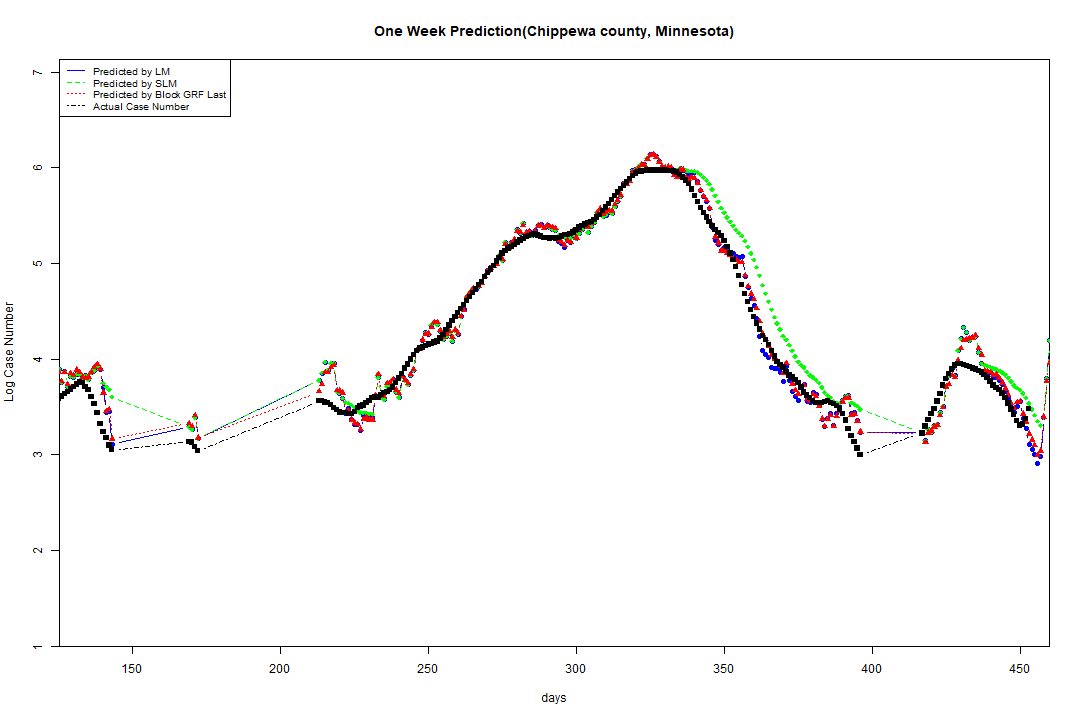 One Week Prediction(Chippewa county, Minnesota)
Predicted by LM
Predicted by SLM
Predicted by Block GRF Last
Actual Case Number
7
6
5
4
3
2
1
Log Case Number
150 200 250 300 350 400 450
days